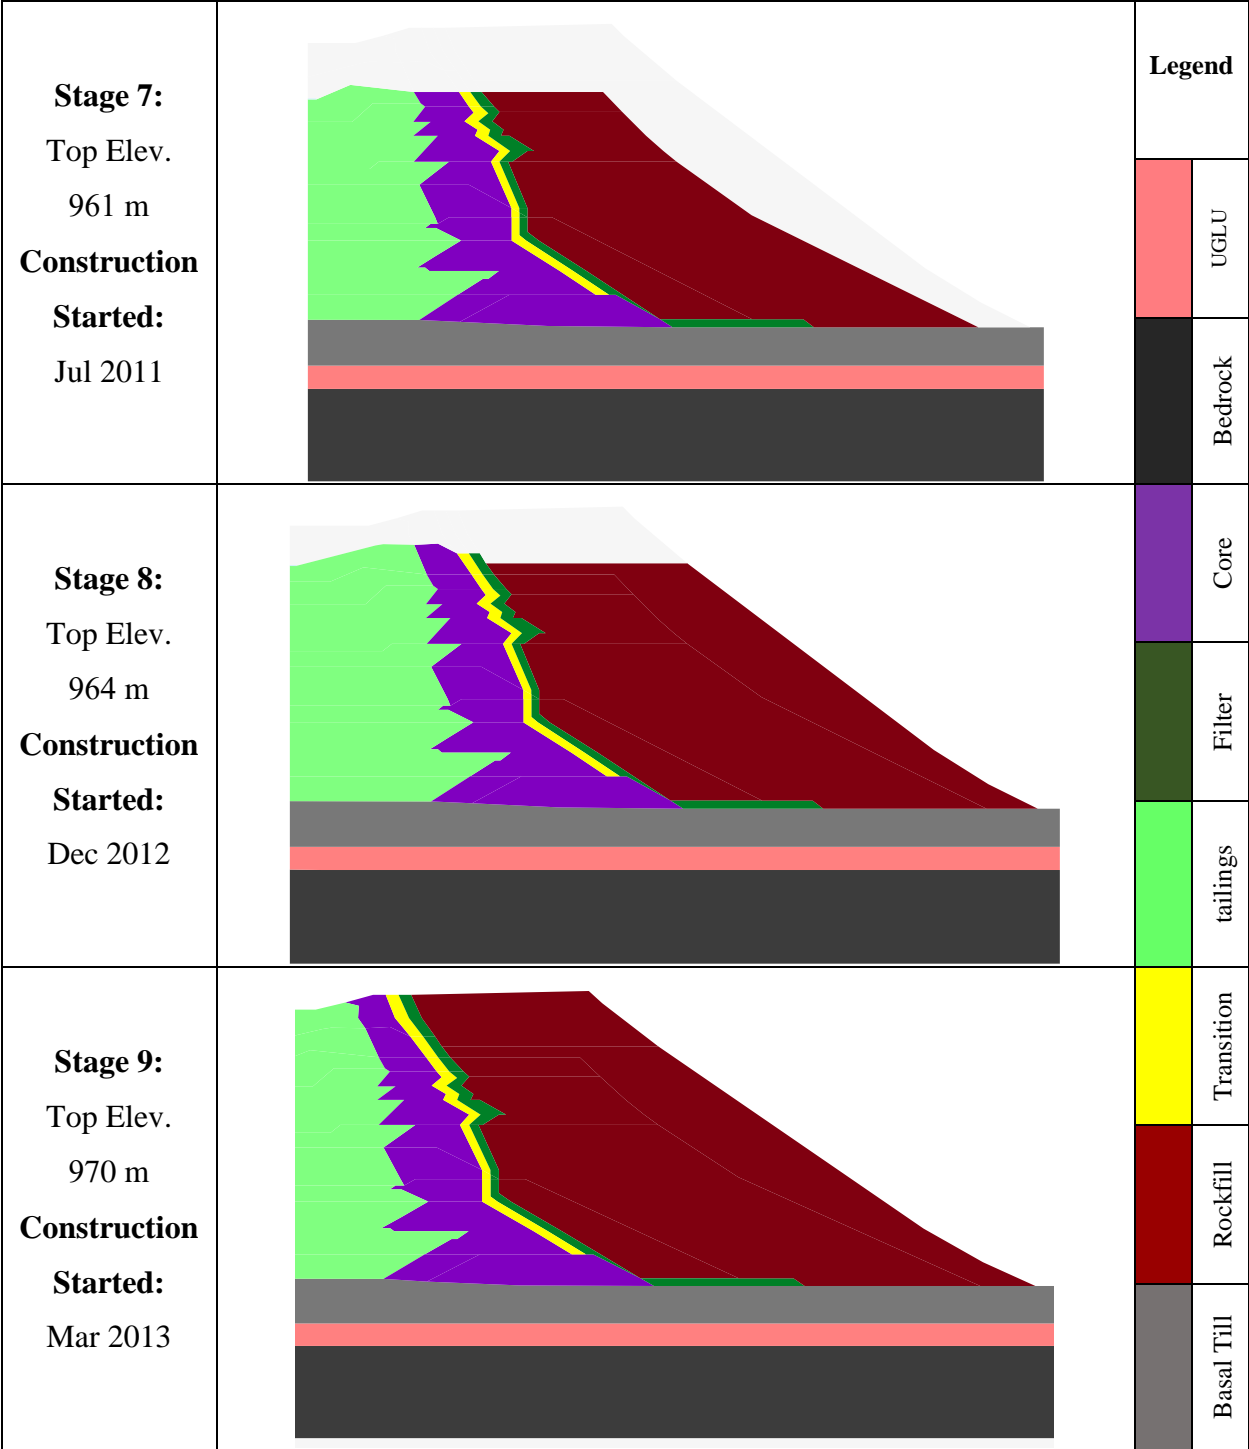 Stage 7:
Top Elev.
961 m
Construction
Started:
Jul 2011
Stage 8:
Top Elev.
964 m
Construction
Started:
Dec 2012
Stage 9:
Top Elev.
970 m
Construction
Started:
Mar 2013
Legend
UGLU
Bedrock
Core
Filter
tailings
Transition
Rockfill
Basal Till